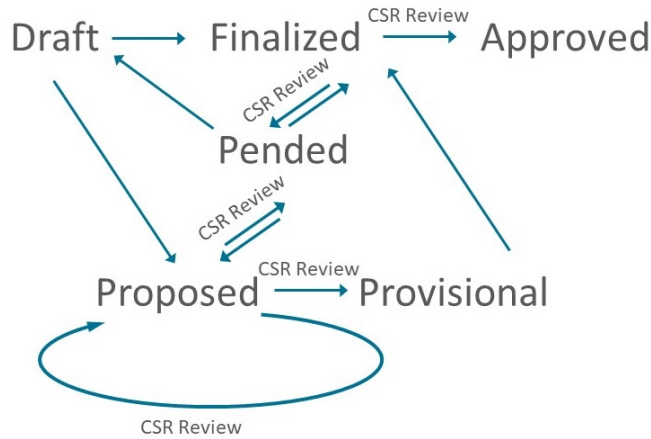 CSR Review
Draft
Finalized
Approved
CSR Review
Pended
CSR Review
CSR Review
Proposed
Provisional
CSR Review